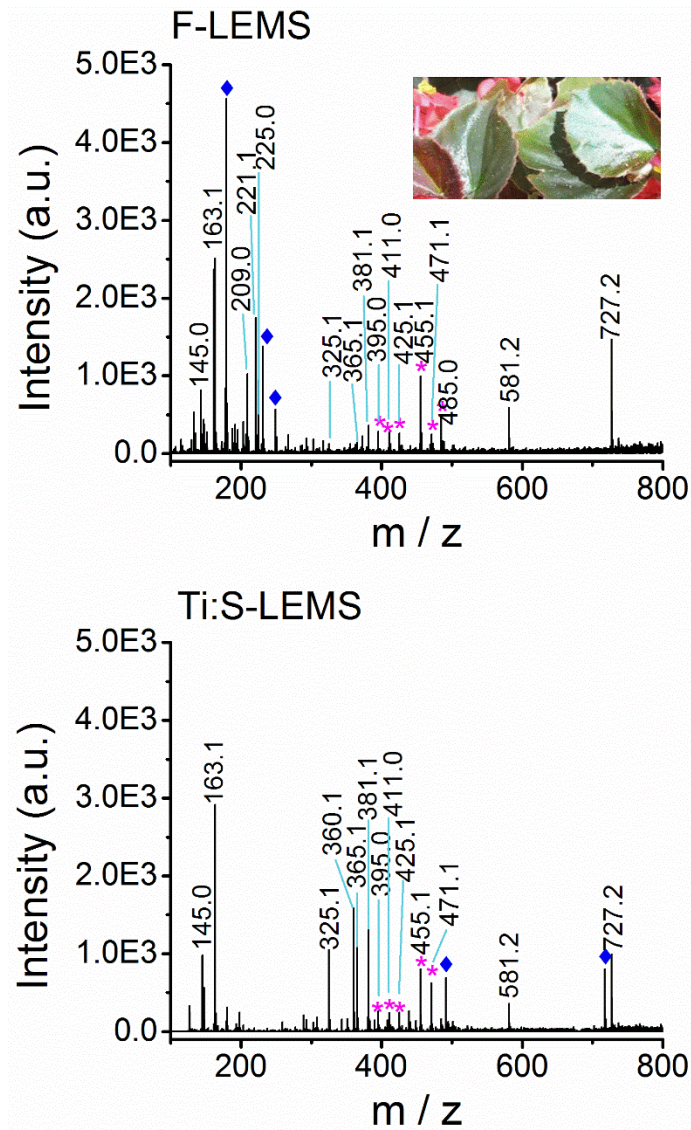 F-LEMS
5.0E3
4.0E3
3.0E3
2.0E3
1.0E3
0.0
Intensity (a.u.)
145.0
163.1
209.0
221.1
225.0
325.1
365.1
381.1
395.0
411.0
425.1
455.1
471.1
485.0
581.2
727.2
200 400 600 800
m / z
Ti:S-LEMS
5.0E3
4.0E3
3.0E3
2.0E3
1.0E3
0.0
Intensity (a.u.)
145.0
163.1
325.1
360.1
365.1
381.1
395.0
411.0
425.1
455.1
471.1
581.2
727.2
200 400 600 800
m / z